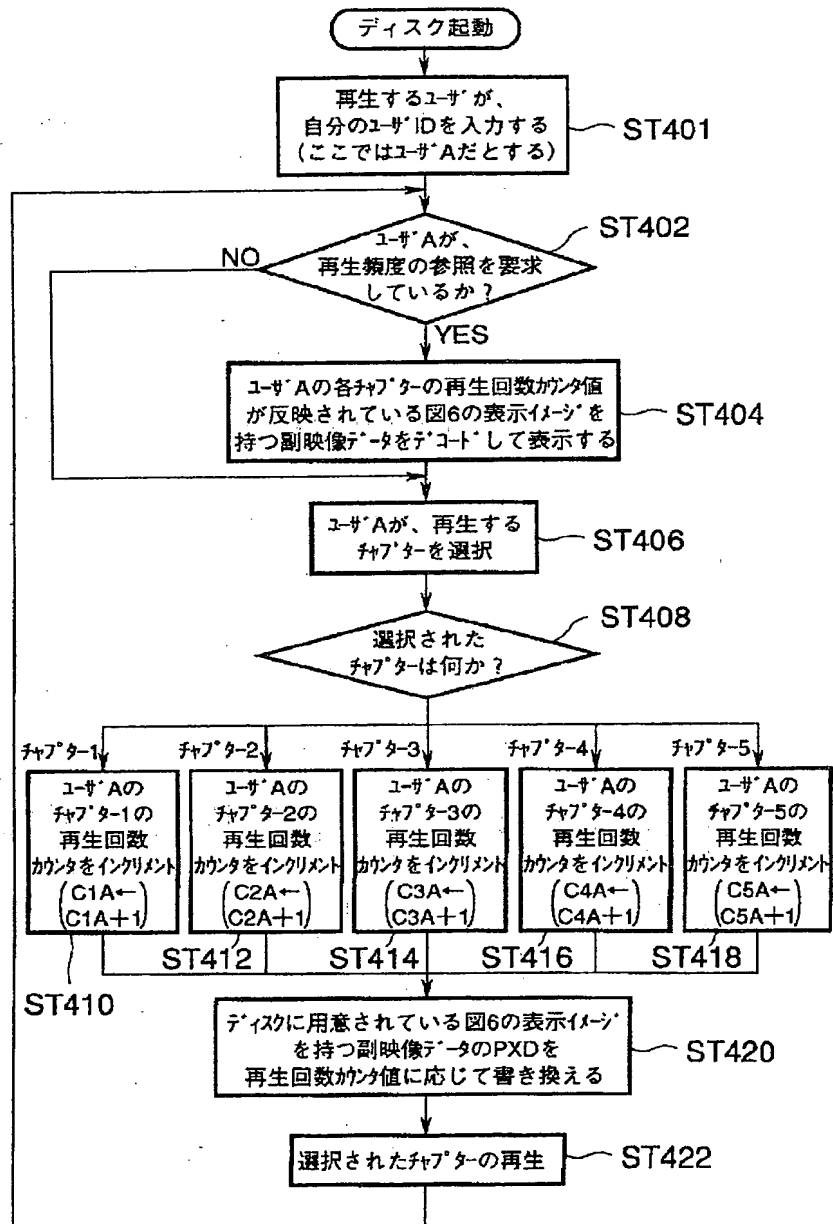 ディスク起動
再生するユーザが、
自分のユーザIDを入力する
(ここではユーザAだとする)
ST401
ユーザAが、
再生頻度の参照を要求
しているか?
ST402
NO
YES
ユーザAの各チャプターの再生回数カウンタ値
が反映されている図6の表示イメージを
持つ副映像データをデコードして表示する
ST404
ユーザAが、再生する
チャプターを選択
ST406
選択された
チャプターは何か?
ST408
チャプター1
ユーザAの
チャプター1の
再生回数
カウンタをインクリメント
(C1A←
C1A+1)
ST410
チャプター2
ユーザAの
チャプター2の
再生回数
カウンタをインクリメント
(C2A←
C2A+1)
ST412
チャプター3
ユーザAの
チャプター3の
再生回数
カウンタをインクリメント
(C3A←
C3A+1)
ST414
チャプター4
ユーザAの
チャプター4の
再生回数
カウンタをインクリメント
(C4A←
C4A+1)
ST416
チャプター5
ユーザAの
チャプター5の
再生回数
カウンタをインクリメント
(C5A←
C5A+1)
ST418
ディスクに用意されている図6の表示イメージ
を持つ副映像データのPXDを
再生回数カウンタ値に応じて書き換える
ST420
選択されたチャプターの再生
ST422